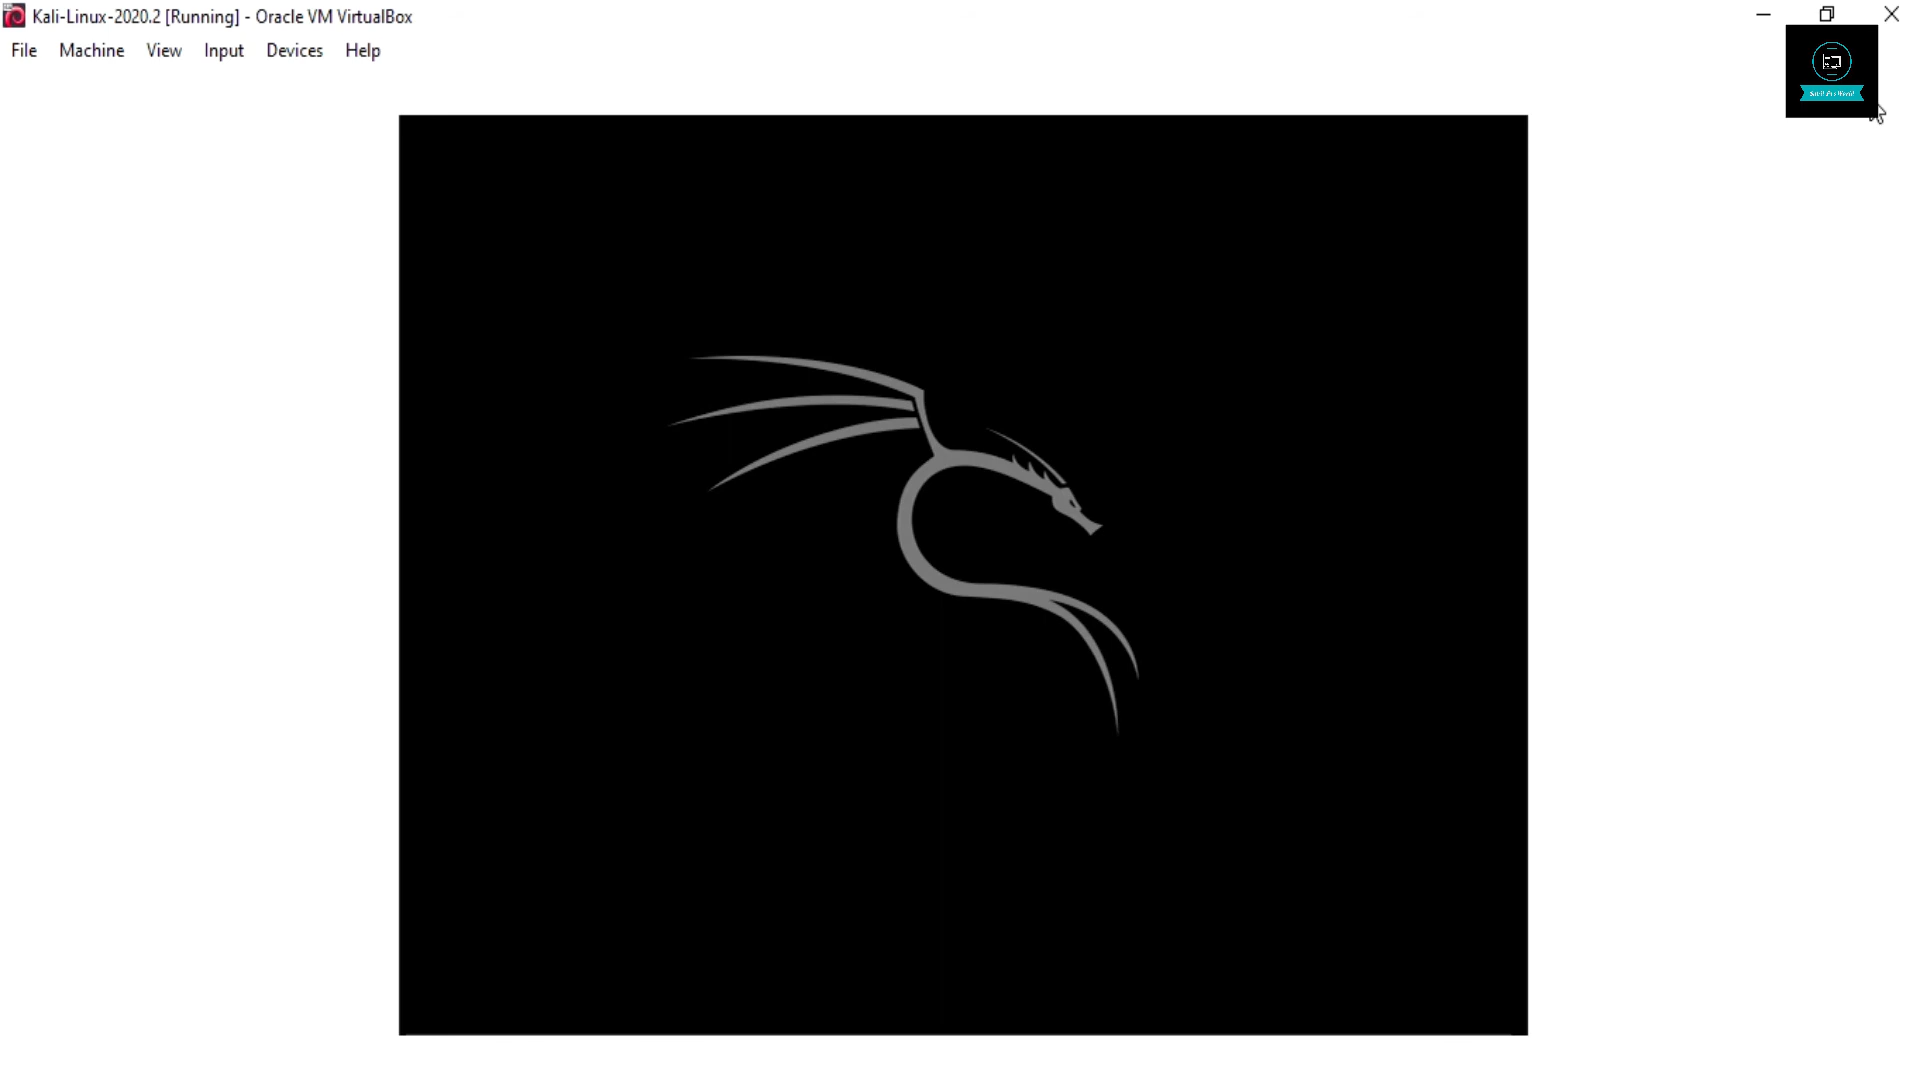 Kali-Linux-2020.2 [Running] - Oracle VM VirtualBox
File Machine View Input Devices Help